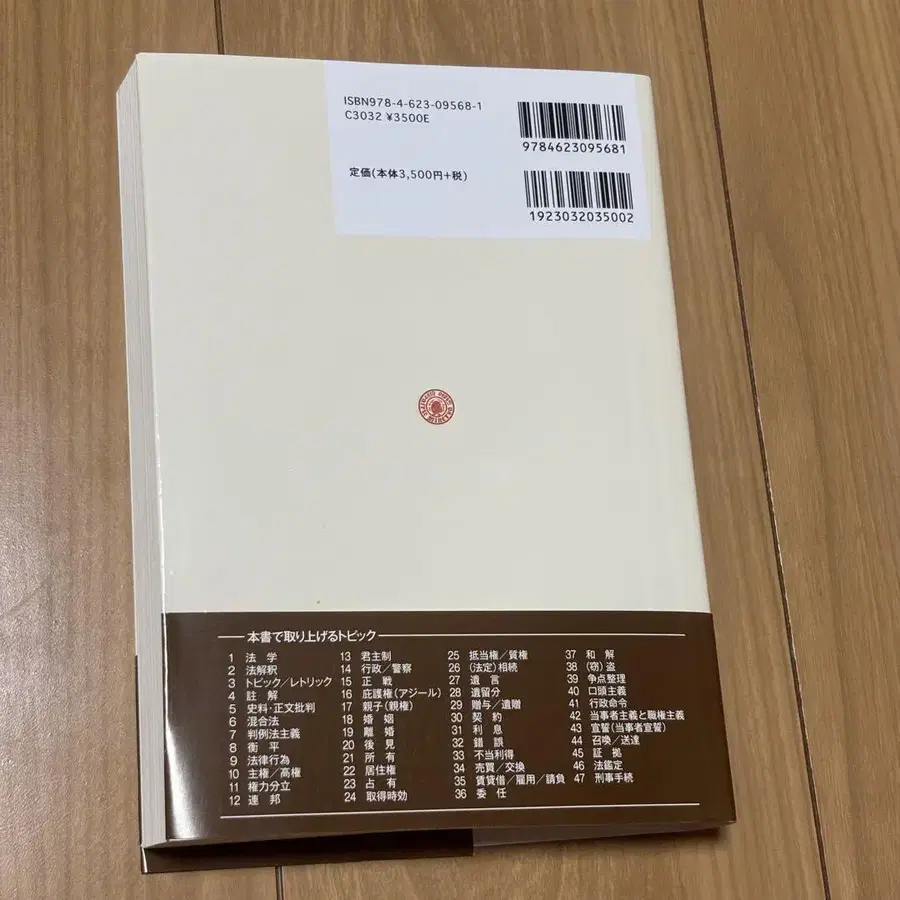 ISBN978-4-623-09568-1
C3032 ¥3500E
9784623095681
定価(本体3,500円+税)
1923032035002
本書で取り上げるトピック
1 法学
2 法解釈
3 トピック／レトリック
4 註解
5 史料・正文批判
6 混合法
7 判例法主義
8 衡平
9 法律行為
10 主権／高権
11 権力分立
12 連邦
13 君主制
14 行政／警察
15 正戦
16 庇護権(アジール)
17 親子(親権)
18 婚姻
19 離婚
20 後見
21 所有
22 居住権
23 占有
24 取得時効
25 抵当権／質権
26 (法定)相続
27 遺言
28 遺留分
29 贈与／遺贈
30 契約
31 利息
32 錯誤
33 不当利得
34 売買／交換
35 賃貸借／雇用／請負
36 委任
37 和解
38 (窃)盗
39 争点整理
40 口頭主義
41 行政命令
42 当事者主義と職権主義
43 宣誓(当事者宣誓)
44 召喚／送達
45 証拠
46 法鑑定
47 刑事手続